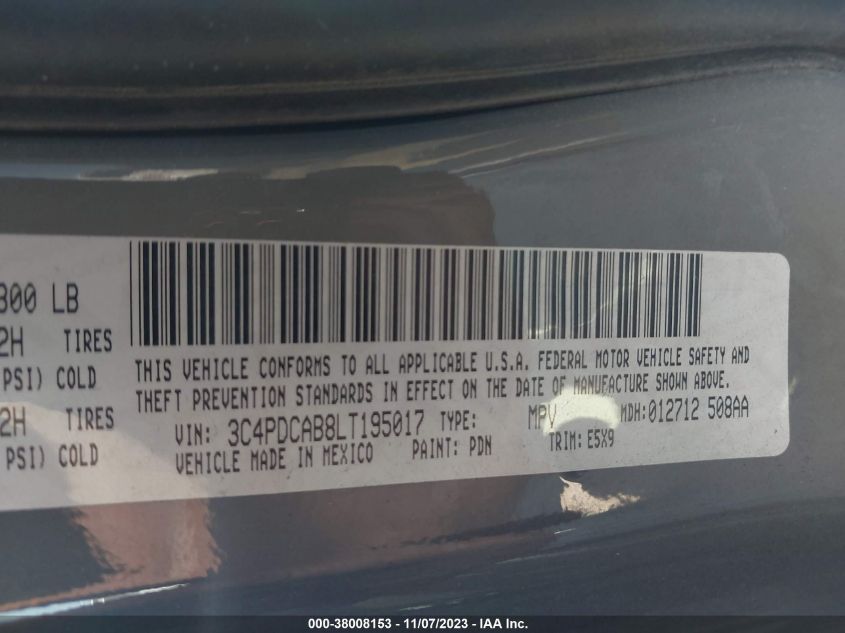 300 LB
2H TIRES
PSI) COLD
2H TIRES
PSI) COLD
THIS VEHICLE CONFORMS TO ALL APPLICABLE U.S.A. FEDERAL MOTOR VEHICLE SAFETY AND
THEFT PREVENTION STANDARDS IN EFFECT ON THE DATE OF MANUFACTURE SHOWN ABOVE.
VIN: 3C4PDCAB8LT195017 TYPE: MPV MDH:012712 508AA
VEHICLE MADE IN MEXICO PAINT: PDN TRIM: E5X9
000-38008153 - 11/07/2023 - IAA Inc.